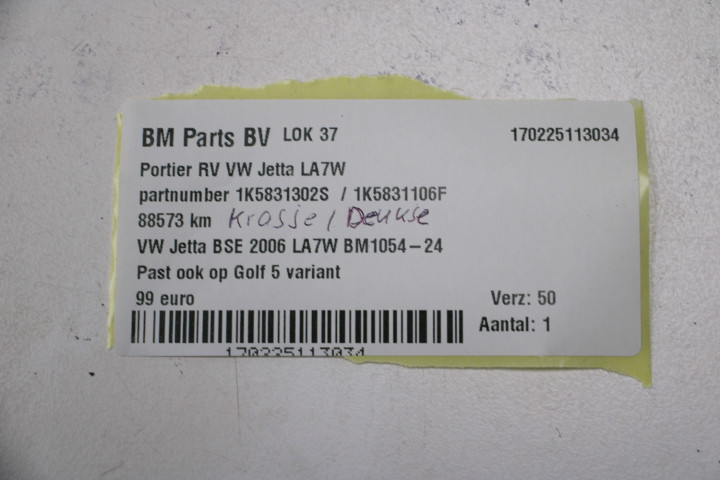 BM Parts BV LOK 37 170225113034
Portier RV VW Jetta LA7W
partnumber 1K5831302S / 1K5831106F
88573 km Krasje / Deukse
VW Jetta BSE 2006 LA7W BM1054-24
Past ook op Golf 5 variant
99 euro Verz: 50
Aantal: 1
170225113034